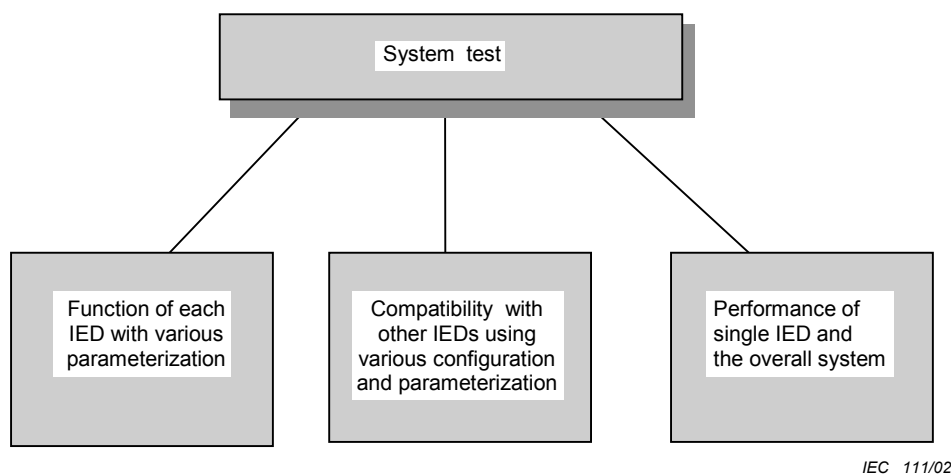 System test
Function of each
IED with various
parameterization
Compatibility with
other IEDs using
various configuration
and parameterization
Performance of
single IED and
the overall system
IEC 111/02